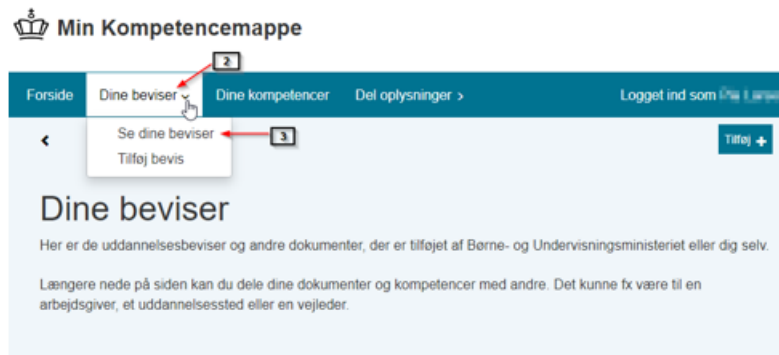 Min Kompetencemappe
2.
Forside Dine beviser Dine kompetencer Del oplysninger > Logget ind som
Se dine beviser 3.
Tilføj bevis
Tilføj +
Dine beviser
Her er de uddannelsesbeviser og andre dokumenter, der er tilføjet af Børne- og Undervisningsministeriet eller dig selv.
Længere nede på siden kan du dele dine dokumenter og kompetencer med andre. Det kunne fx være til en
arbejdsgiver, et uddannelsessted eller en vejleder.